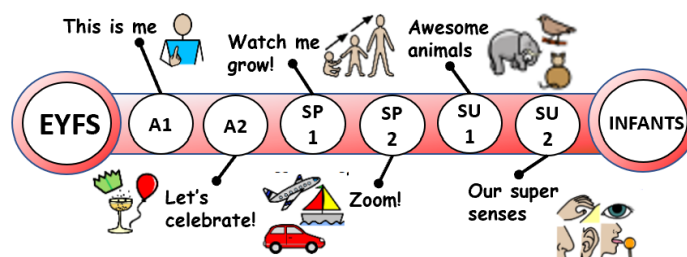 This is me
Watch me
grow!
Awesome
animals
EYFS
A1
A2
SP
1
SP
2
SU
1
SU
2
INFANTS
Let's
celebrate!
Zoom!
Our super
senses